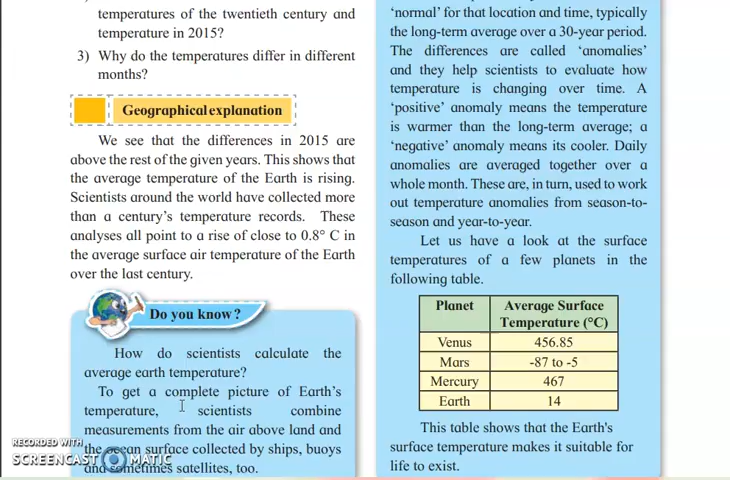 temperatures of the twentieth century and
temperature in 2015?
3) Why do the temperatures differ in different
months?
Geographical explanation
We see that the differences in 2015 are
above the rest of the given years. This shows that
the average temperature of the Earth is rising.
Scientists around the world have collected more
than a century's temperature records. These
analyses all point to a rise of close to 0.8° C in
the average surface air temperature of the Earth
over the last century.
Do you know?
How do scientists calculate the
average earth temperature?
To get a complete picture of Earth's
temperature, scientists combine
measurements from the air above land and
the ocean surface collected by ships, buoys
and sometimes satellites, too.
'normal' for that location and time, typically
the long-term average over a 30-year period.
The differences are called 'anomalies'
and they help scientists to evaluate how
temperature is changing over time. A
'positive' anomaly means the temperature
is warmer than the long-term average; a
'negative' anomaly means its cooler. Daily
anomalies are averaged together over a
whole month. These are, in turn, used to work
out temperature anomalies from season-to-
season and year-to-year.
Let us have a look at the surface
temperatures of a few planets in the
following table.
Planet Average Surface
Temperature (°C)
Venus 456.85
Mars -87 to -5
Mercury 467
Earth 14
This table shows that the Earth's
surface temperature makes it suitable for
life to exist.
RECORDED WITH
SCREENCAST MATIC